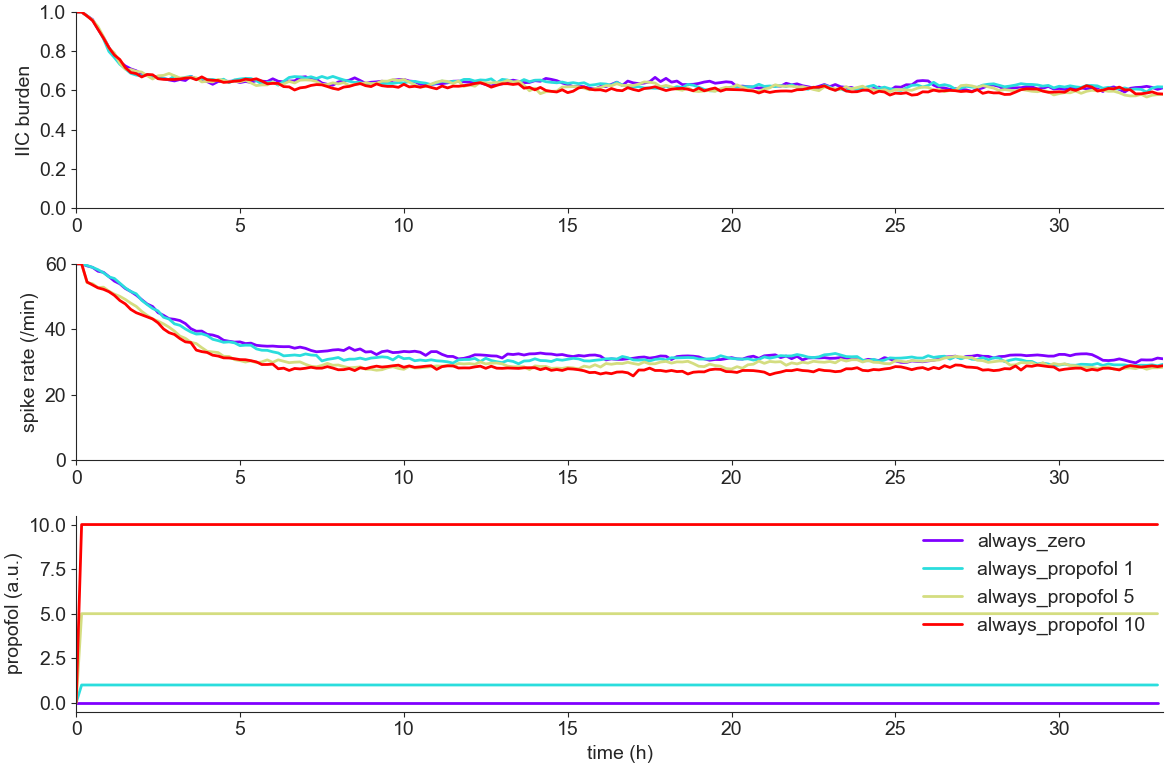 IIC burden
1.0
0.8
0.6
0.4
0.2
0.0
0 5 10 15 20 25 30
spike rate (/min)
60
40
20
0
0 5 10 15 20 25 30
propofol (a.u.)
10.0
7.5
5.0
2.5
0.0
always_zero
always_propofol 1
always_propofol 5
always_propofol 10
0 5 10 15 20 25 30
time (h)